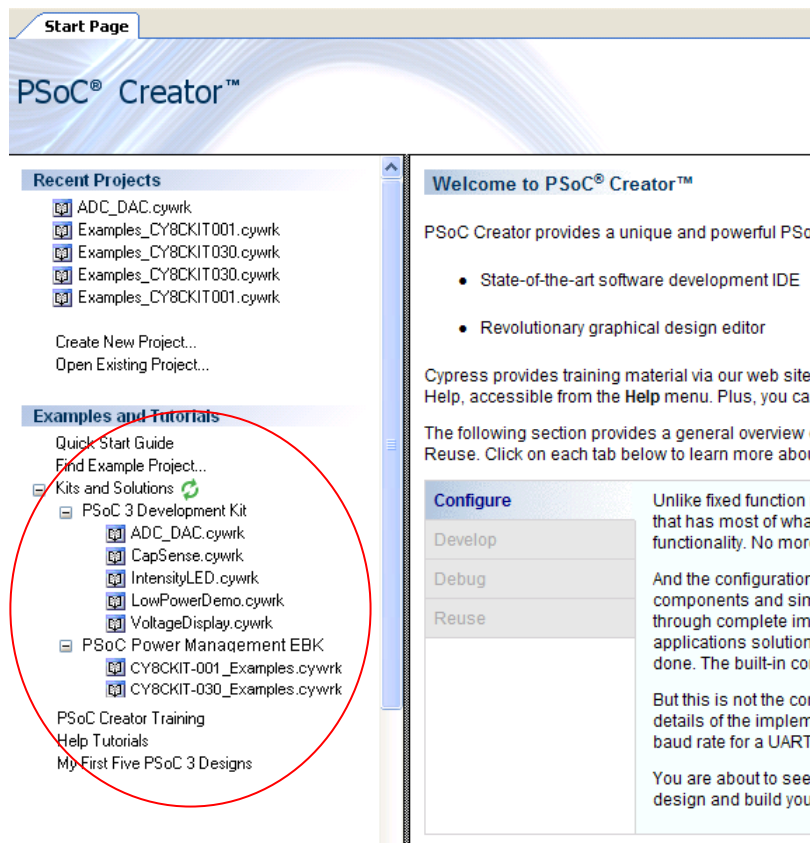 Start Page
PSoC® Creator™
Recent Projects
ADC_DAC.cywrk
Examples_CY8CKIT001.cywrk
Examples_CY8CKIT030.cywrk
Examples_CY8CKIT030.cywrk
Examples_CY8CKIT001.cywrk
Create New Project...
Open Existing Project...
Examples and Tutorials
Quick Start Guide
Find Example Project...
Kits and Solutions
PSoC 3 Development Kit
ADC_DAC.cywrk
CapSense.cywrk
IntensityLED.cywrk
LowPowerDemo.cywrk
VoltageDisplay.cywrk
PSoC Power Management EBK
CY8CKIT-001_Examples.cywrk
CY8CKIT-030_Examples.cywrk
PSoC Creator Training
Help Tutorials
My First Five PSoC 3 Designs
Welcome to PSoC® Creator™
PSoC Creator provides a unique and powerful PSo
• State-of-the-art software development IDE
• Revolutionary graphical design editor
Cypress provides training material via our web site
Help, accessible from the Help menu. Plus, you ca
The following section provides a general overview
Reuse. Click on each tab below to learn more abou
Configure
Develop
Debug
Reuse
Unlike fixed function
that has most of wha
functionality. No mor
And the configuration
components and sim
through complete im
applications solution
done. The built-in co
But this is not the co
details of the implem
baud rate for a UART
You are about to see
design and build you